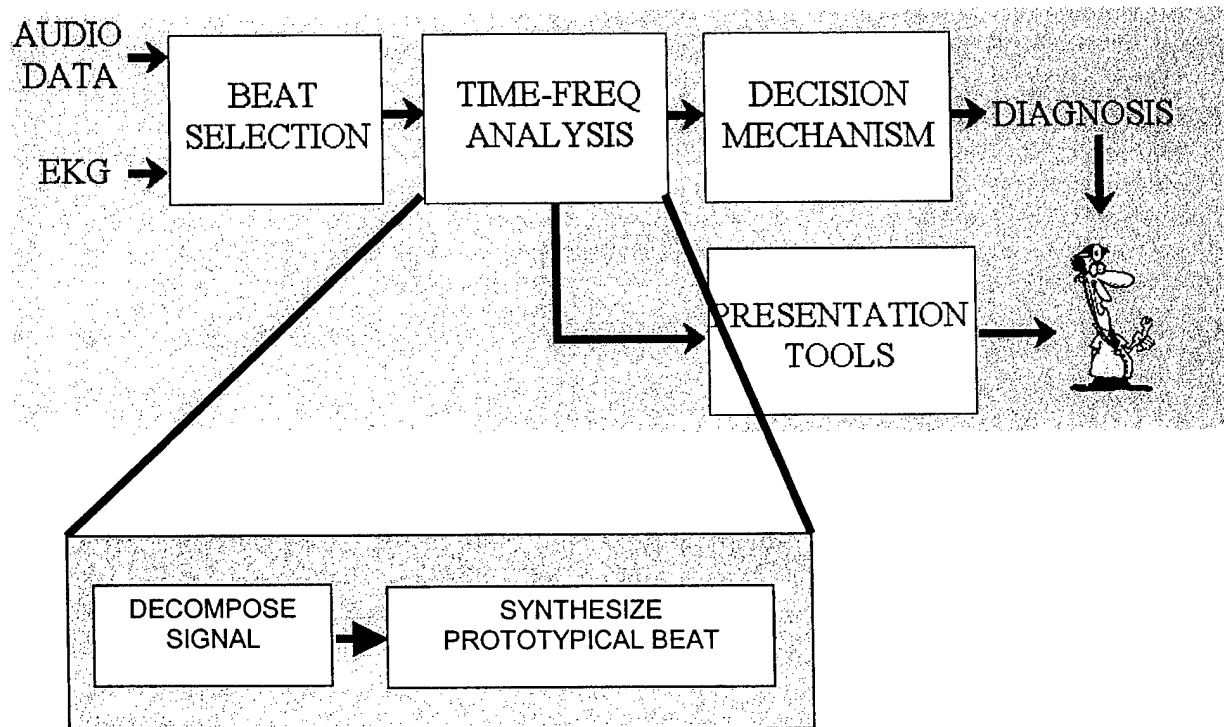 AUDIO
DATA
EKG
BEAT
SELECTION
TIME-FREQ
ANALYSIS
DECISION
MECHANISM
DIAGNOSIS
PRESENTATION
TOOLS
DECOMPOSE
SIGNAL
SYNTHESIZE
PROTOTYPICAL BEAT